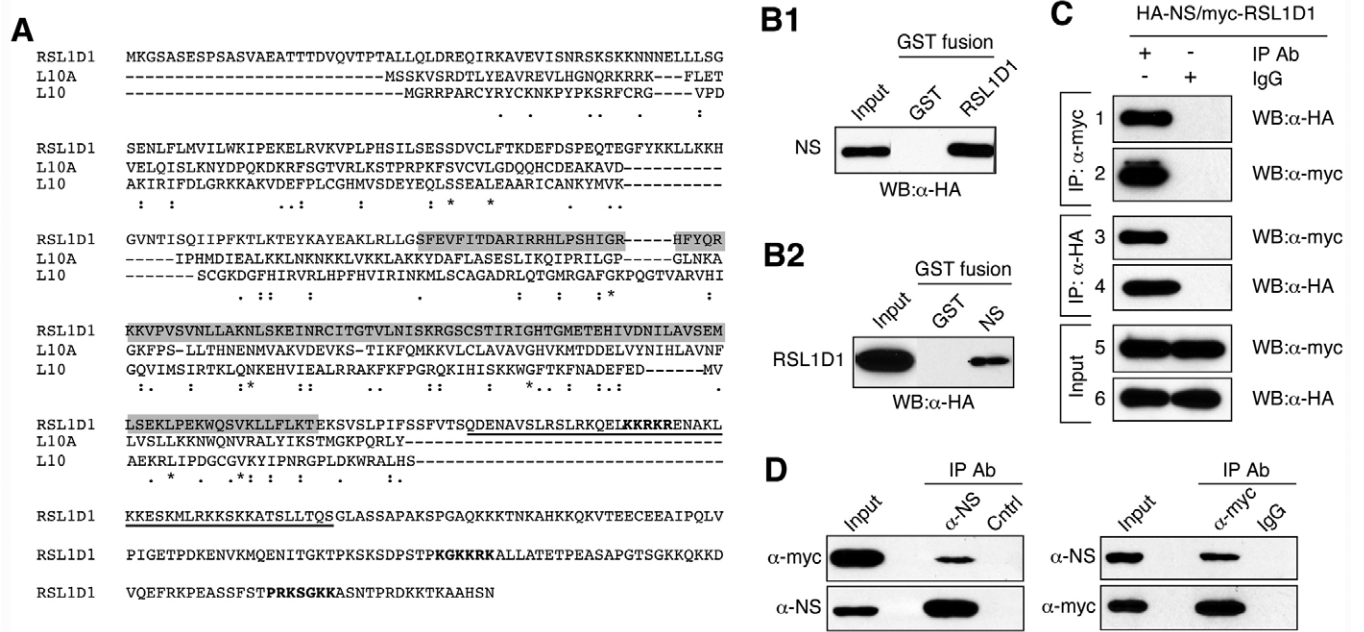 A
RSL1D1 MKGSASESPSASVAEATTTTDVQVTPTALLQLDREQIRKAVEVISNRSKSKKNNNELLLSG
L10A --------------------------MSSKVSRDTLYEAVREVLHGNQRKRRK---FLET
L10 ----------------------------MGRRPARCYRYCKNKPYPKSRFCRG----VPD
. . . . :
RSL1D1 SENLFLMVILWKIPEKELRVKVPLPHSILSESSDVCLFTKDEFDSPEQTEGFYKKLLKKH
L10A VELQISLKNYDPQKDKRFSGTVRLKSTPRPKFSVCVLGDQQHCDEAKAVD----------
L10 AKIRIFDLGRKKAKVDEFPLCGHMVSDEYEQLSSEALEAARICANKYMVK----------
: : ..: : : * * . ..
RSL1D1 GVNTISQIIPFKTLKTEYKAYEAKLRLLGSFEVFITDARIRRHLPSHIGR-----HFYQR
L10A -----IPHMDIEALKKLNKNKKLVKKLAKKYDAFLASESLIKQIPRILGP-----GLNKA
L10 -------SCGKDGFHIRVRLHPFHVIRINKMLSCAGADRLQTGMRGAFGKPQGTVARVHI
. :: : . : : :* :
RSL1D1 KKVPVSVNLLAKNLSKEINRCITGTVLNISKRGSCSTIRIGHTGMETEHIVDNILAVSEM
L10A GKFPS-LLTHNENMVAKVDEVKS-TIKFQMKKVLCLAVAVGHVKMTDDELVYNIHLAVNF
L10 GQVIMSIRTKLQNKEHVIEALRRAKFKFPGRQKIHISKKWGFTKFNADEFED------MV
:. : :* : : .. :: : *.. : :.: .
RSL1D1 LSEKLPEKWQSVKLLFLKTEKSVSLPIFSSFVTSQDENAVSLRSLRKQELKKRKRENAKL
L10A LVSLLKKNWQNVRALYIKSTMGKPQRLY--------------------------------
L10 AEKRLIPDGCGVKYIPNRGPLDKWRALHS-------------------------------
. * . *: : : . :.
RSL1D1 KKESKMLRKKSKKATSLLTQSGLASSAPAKSPGAQKKKTNKAHKKQKVTEECEEAIPQLV
RSL1D1 PIGETPDKENVKMQENITGKTPKSKSDPSTPKGKKRKALLATETPEASAPGTSGKKQKKD
RSL1D1 VQEFRKPEASSFSTPRKSGKKASNTPRDKKTKAAHSN
B1
GST fusion
Input GST RSL1D1
NS
WB:α-HA
B2
GST fusion
Input GST NS
RSL1D1
WB:α-HA
C
HA-NS/myc-RSL1D1
+ - IP Ab
- + IgG
IP: α-myc
1 WB:α-HA
2 WB:α-myc
IP: α-HA
3 WB:α-myc
4 WB:α-HA
Input
5 WB:α-myc
6 WB:α-HA
D
IP Ab
Input α-NS Cntrl
α-myc
α-NS
IP Ab
Input α-myc IgG
α-NS
α-myc